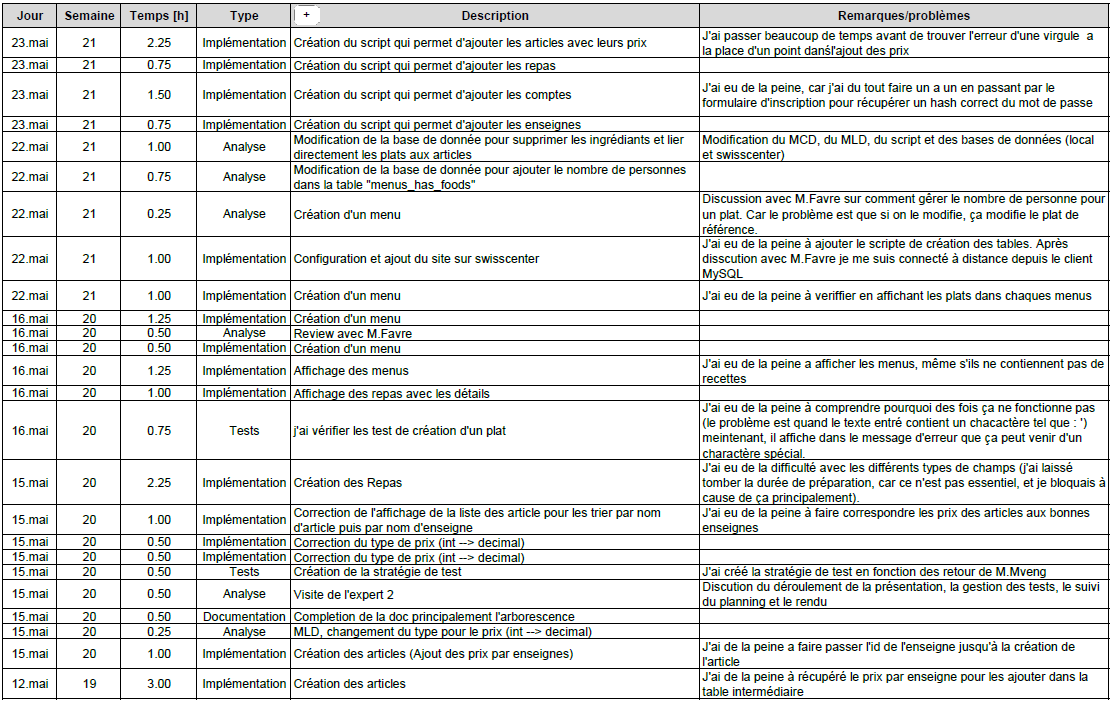 Jour Semaine Temps [h] Type + Description Remarques/problèmes
23.mai 21 2.25 Implémentation Création du script qui permet d'ajouter les articles avec leurs prix J'ai passer beaucoup de temps avant de trouver l'erreur d'une virgule a
la place d'un point danśl'ajout des prix
23.mai 21 0.75 Implémentation Création du script qui permet d'ajouter les repas
23.mai 21 1.50 Implémentation Création du script qui permet d'ajouter les comptes J'ai eu de la peine, car j'ai du tout faire un a un en passant par le
formulaire d'inscription pour récupérer un hash correct du mot de passe
23.mai 21 0.75 Implémentation Création du script qui permet d'ajouter les enseignes
22.mai 21 1.00 Analyse Modification de la base de donnée pour supprimer les ingrédiants et lier
directement les plats aux articles Modification du MCD, du MLD, du script et des bases de données (local
et swisscenter)
22.mai 21 0.75 Analyse Modification de la base de donnée pour ajouter le nombre de personnes
dans la table "menus_has_foods"
22.mai 21 0.25 Analyse Création d'un menu Discussion avec M.Favre sur comment gêrer le nombre de personne pour
un plat. Car le problème est que si on le modifie, ça modifie le plat de
référence.
22.mai 21 1.00 Implémentation Configuration et ajout du site sur swisscenter J'ai eu de la peine à ajouter le scripte de création des tables. Après
disscution avec M.Favre je me suis connecté à distance depuis le client
MySQL
22.mai 21 1.00 Implémentation Création d'un menu J'ai eu de la peine à veriffier en affichant les plats dans chaques menus
16.mai 20 1.25 Implémentation Création d'un menu
16.mai 20 0.50 Analyse Review avec M.Favre
16.mai 20 0.50 Implémentation Création d'un menu
16.mai 20 1.25 Implémentation Affichage des menus J'ai eu de la peine a afficher les menus, même s'ils ne contiennent pas de
recettes
16.mai 20 1.00 Implémentation Affichage des repas avec les détails
16.mai 20 0.75 Tests j'ai vérifier les test de création d'un plat J'ai eu de la peine à comprendre pourquoi des fois ça ne fonctionne pas
(le problème est quand le texte entré contient un chacactère tel que : ')
meintenant, il affiche dans le message d'erreur que ça peut venir d'un
charactère spécial.
15.mai 20 2.25 Implémentation Création des Repas J'ai eu de la difficulté avec les différents types de champs (j'ai laissé
tomber la durée de préparation, car ce n'est pas essentiel, et je bloquais à
cause de ça principalement).
15.mai 20 1.00 Implémentation Correction de l'affichage de la liste des article pour les trier par nom
d'article puis par nom d'enseigne J'ai eu de la peine à faire correspondre les prix des articles aux bonnes
enseignes
15.mai 20 0.50 Implémentation Correction du type de prix (int --> decimal)
15.mai 20 0.50 Implémentation Correction du type de prix (int --> decimal)
15.mai 20 0.50 Tests Création de la stratégie de test J'ai créé la stratégie de test en fonction des retour de M.Mveng
15.mai 20 0.50 Analyse Visite de l'expert 2 Discution du déroulement de la présentation, la gestion des tests, le suivi
du planning et le rendu
15.mai 20 0.50 Documentation Completion de la doc principalement l'arborescence
15.mai 20 0.25 Analyse MLD, changement du type pour le prix (int --> decimal)
15.mai 20 1.00 Implémentation Création des articles (Ajout des prix par enseignes) J'ai de la peine a faire passer l'id de l'enseigne jusqu'à la création de
l'article
12.mai 19 3.00 Implémentation Création des articles J'ai de la peine à récupéré le prix par enseigne pour les ajouter dans la
table intermédiaire